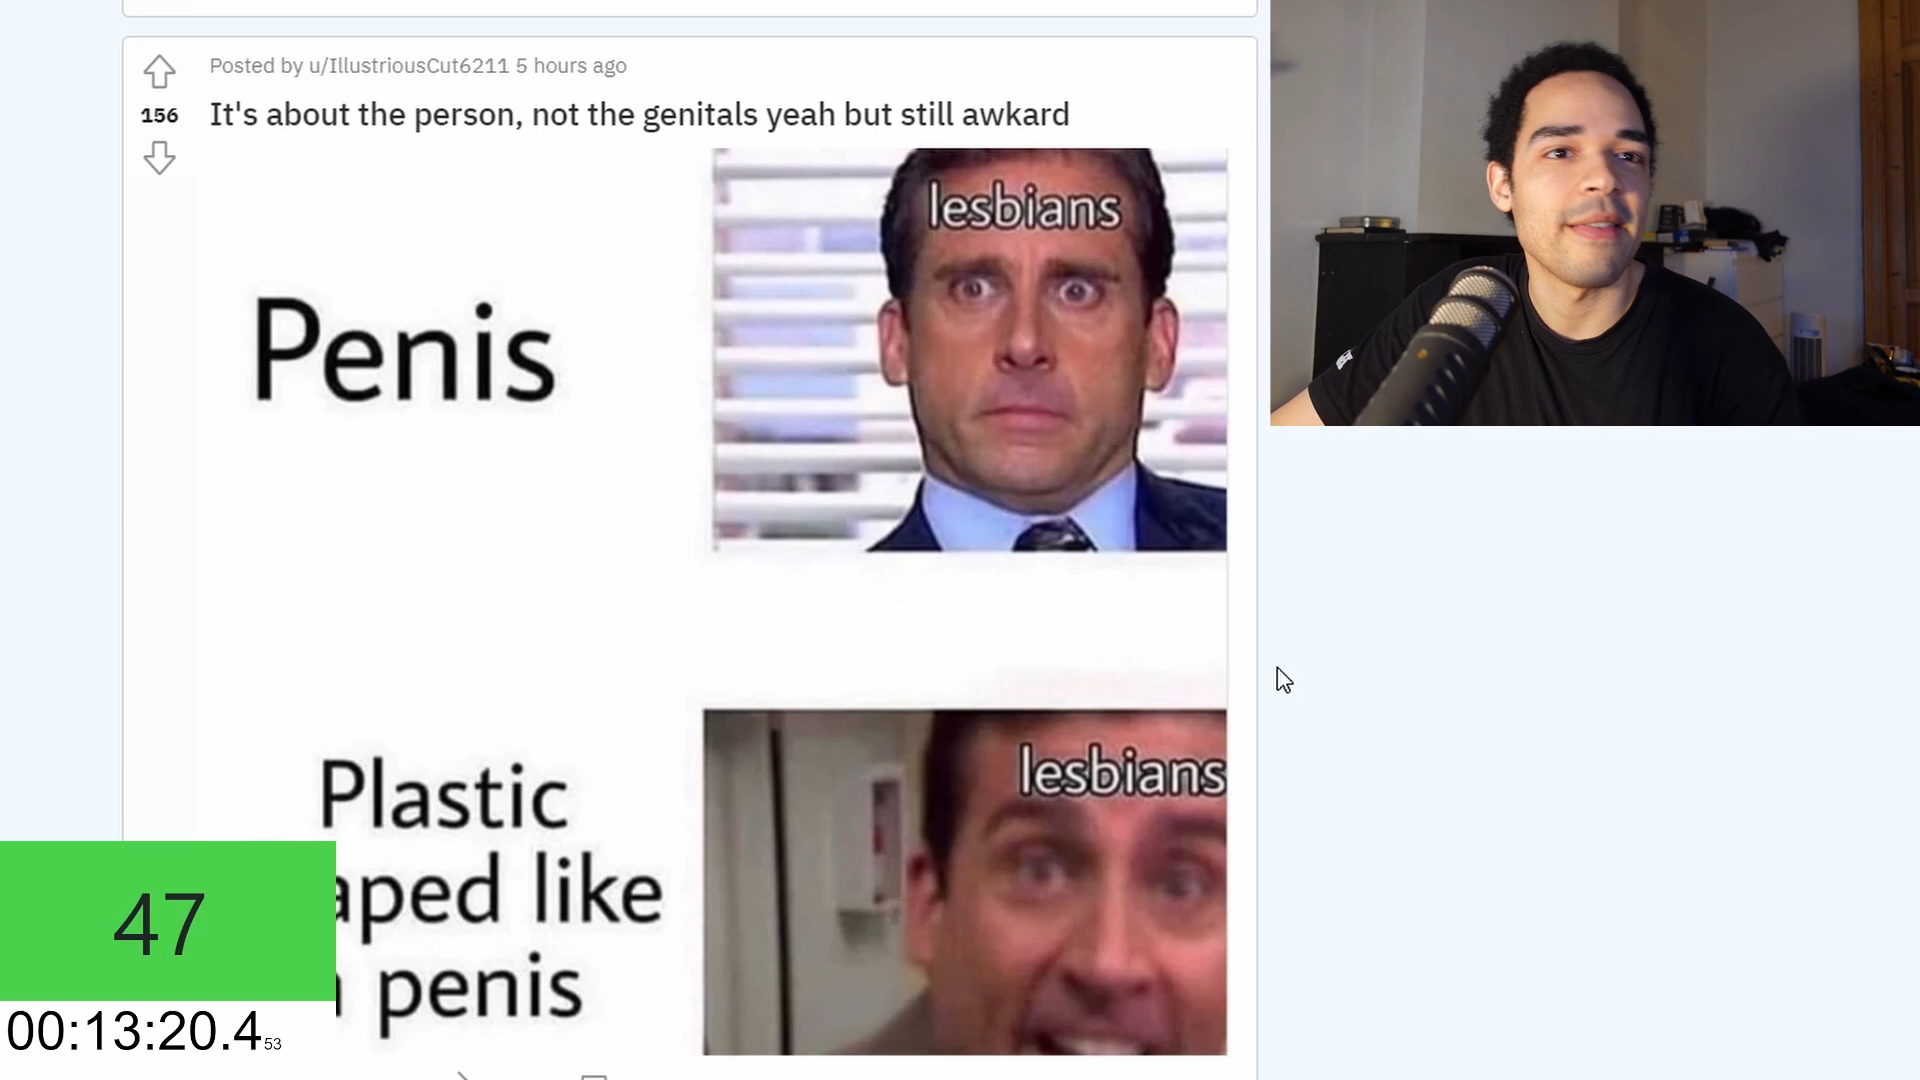 Posted by u/IllustriousCut6211 5 hours ago
156
It's about the person, not the genitals yeah but still awkard
lesbians
Penis
lesbians
Plastic
aped like
penis
47
00:13:20.453